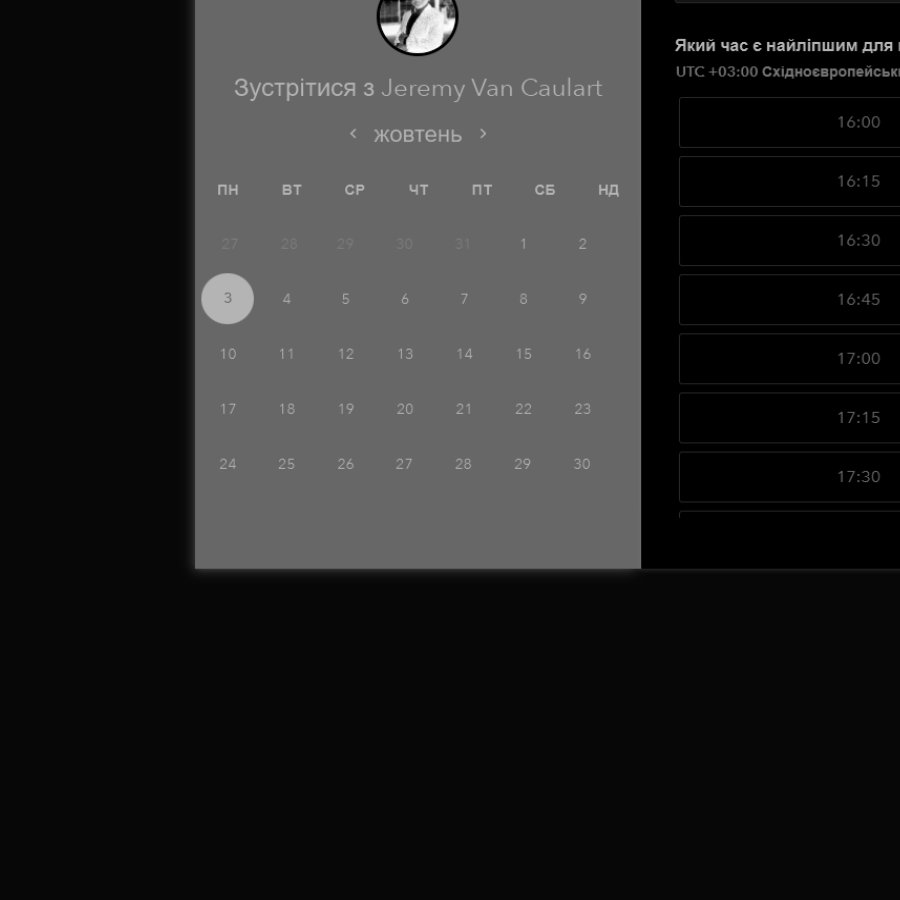 Зустрітися з Jeremy Van Caulart
‹ жовтень ›
ПН ВТ СР ЧТ ПТ СБ НД
27 28 29 30 31 1 2
3 4 5 6 7 8 9
10 11 12 13 14 15 16
17 18 19 20 21 22 23
24 25 26 27 28 29 30
Який час є найліпшим для
UTC +03:00
16:00
16:15
16:30
16:45
17:00
17:15
17:30